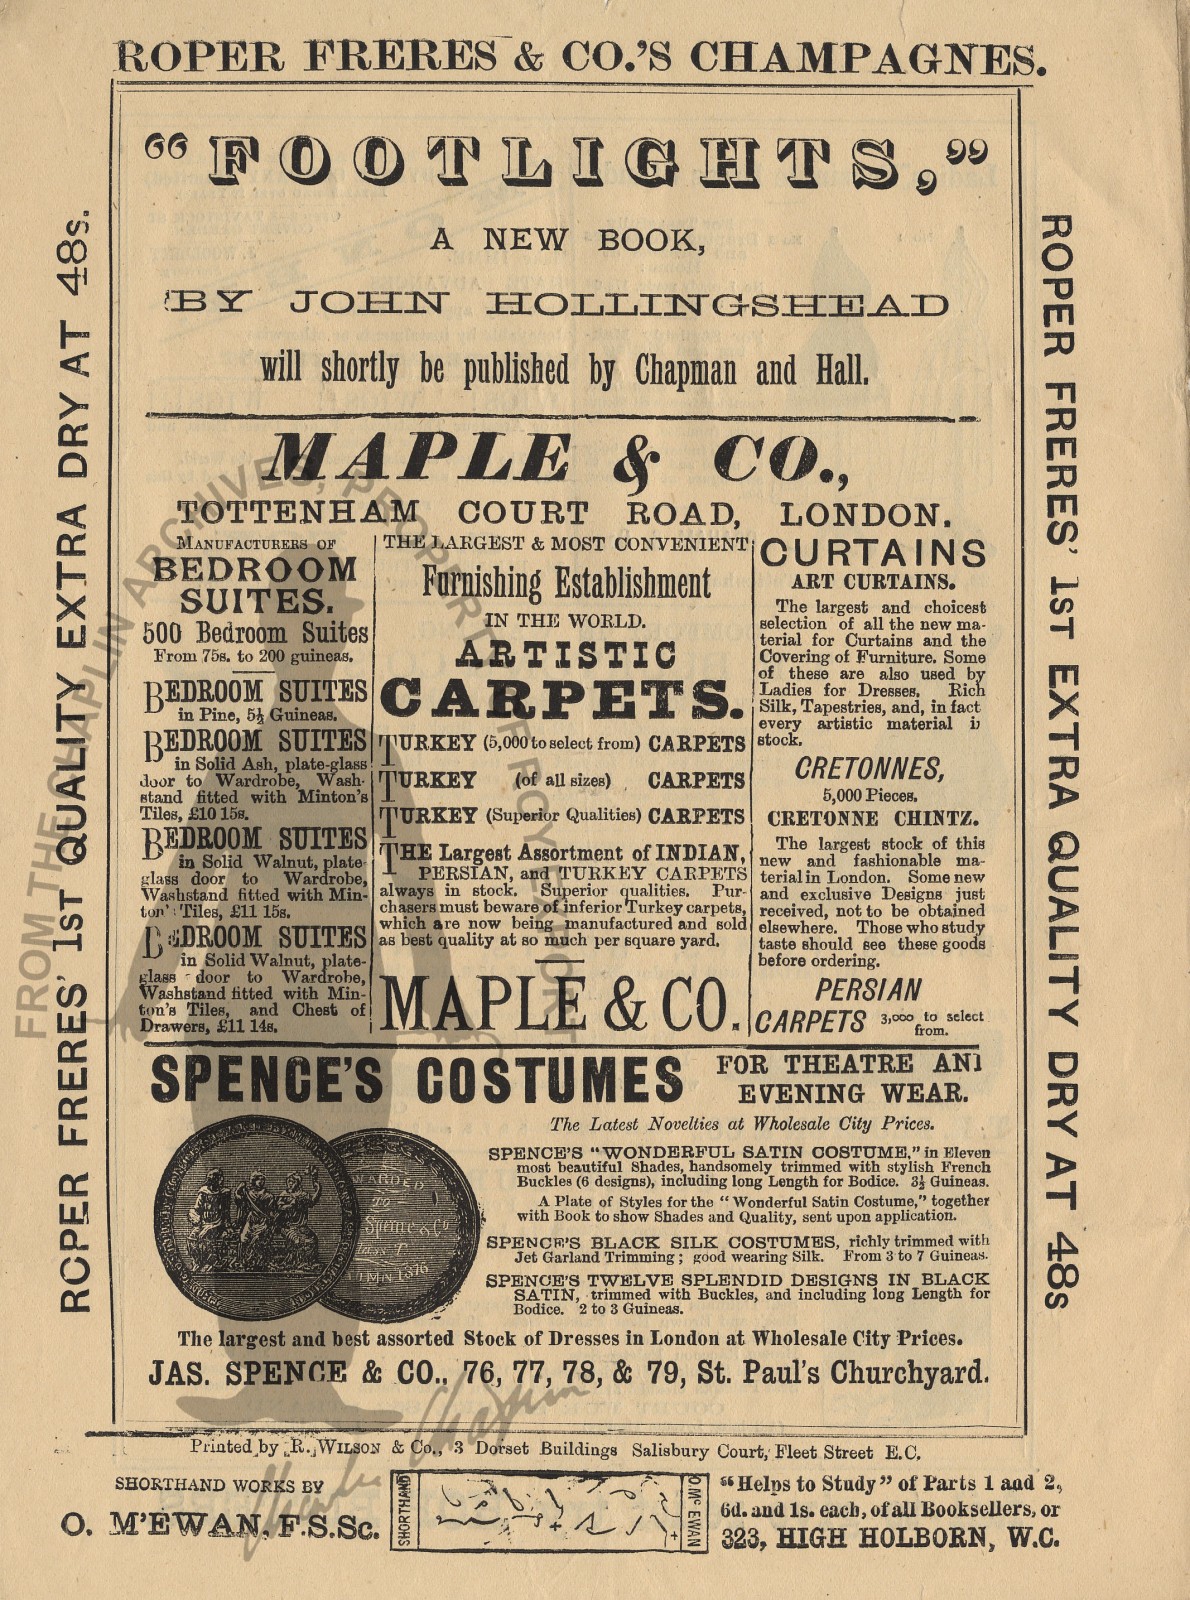 ROPER FRERES & CO.'S CHAMPAGNES.
ROPER FRERES' 1ST QUALITY EXTRA DRY AT 48s.
"FOOTLIGHTS,"
A NEW BOOK,
BY JOHN HOLLINGSHEAD
will shortly be published by Chapman and Hall.
MAPLE & CO.,
TOTTENHAM COURT ROAD, LONDON.
MANUFACTURERS OF
BEDROOM
SUITES.
500 Bedroom Suites
From 75s. to 200 guineas.
BEDROOM SUITES
in Pine, 5½ Guineas.
BEDROOM SUITES
in Solid Ash, plate-glass
door to Wardrobe, Wash-
stand fitted with Minton's
Tiles, £10 15s.
BEDROOM SUITES
in Solid Walnut, plate-
glass door to Wardrobe,
Washstand fitted with Min-
ton's Tiles, £11 15s.
BEDROOM SUITES
in Solid Walnut, plate-
glass door to Wardrobe,
Washstand fitted with Min-
ton's Tiles, and Chest of
Drawers, £11 14s.
THE LARGEST & MOST CONVENIENT
Furnishing Establishment
IN THE WORLD.
ARTISTIC
CARPETS.
TURKEY (5,000 to select from) CARPETS
TURKEY (of all sizes) CARPETS
TURKEY (Superior Qualities) CARPETS
THE Largest Assortment of INDIAN,
PERSIAN, and TURKEY CARPETS
always in stock. Superior qualities. Pur-
chasers must beware of inferior Turkey carpets,
which are now being manufactured and sold
as best quality at so much per square yard.
MAPLE & CO.
CURTAINS
ART CURTAINS.
The largest and choicest
selection of all the new ma-
terial for Curtains and the
Covering of Furniture. Some
of these are also used by
Ladies for Dresses. Rich
Silk, Tapestries, and, in fact
every artistic material is
stock.
CRETONNES,
5,000 Pieces.
CRETONNE CHINTZ.
The largest stock of this
new and fashionable ma-
terial in London. Some new
and exclusive Designs just
received, not to be obtained
elsewhere. Those who study
taste should see these goods
before ordering.
PERSIAN
CARPETS 3,000 to select
from.
SPENCE'S COSTUMES FOR THEATRE AND
EVENING WEAR.
The Latest Novelties at Wholesale City Prices.
SPENCE'S "WONDERFUL SATIN COSTUME," in Eleven
most beautiful Shades, handsomely trimmed with stylish French
Buckles (6 designs), including long Length for Bodice. 3½ Guineas.
A Plate of Styles for the "Wonderful Satin Costume," together
with Book to show Shades and Quality, sent upon application.
SPENCE'S BLACK SILK COSTUMES, richly trimmed with
Jet Garland Trimming; good wearing Silk. From 3 to 7 Guineas.
SPENCE'S TWELVE SPLENDID DESIGNS IN BLACK
SATIN, trimmed with Buckles, and including long Length for
Bodice. 2 to 3 Guineas.
WARDED
TO
Spence & Co
1876
The largest and best assorted Stock of Dresses in London at Wholesale City Prices.
JAS. SPENCE & CO., 76, 77, 78, & 79, St. Paul's Churchyard.
ROPER FRERES' 1ST EXTRA QUALITY DRY AT 48s
Printed by R. WILSON & Co., 3 Dorset Buildings Salisbury Court, Fleet Street E.C.
SHORTHAND WORKS BY
O. M'EWAN, F.S.Sc.
SHORTHAND
O. Mc EWAN
"Helps to Study" of Parts 1 and 2,
6d. and 1s. each, of all Booksellers, or
323, HIGH HOLBORN, W.C.
FROM THE CHAPLIN ARCHIVES, PROPERTY OF ROY EXPORT
Charlie Chaplin